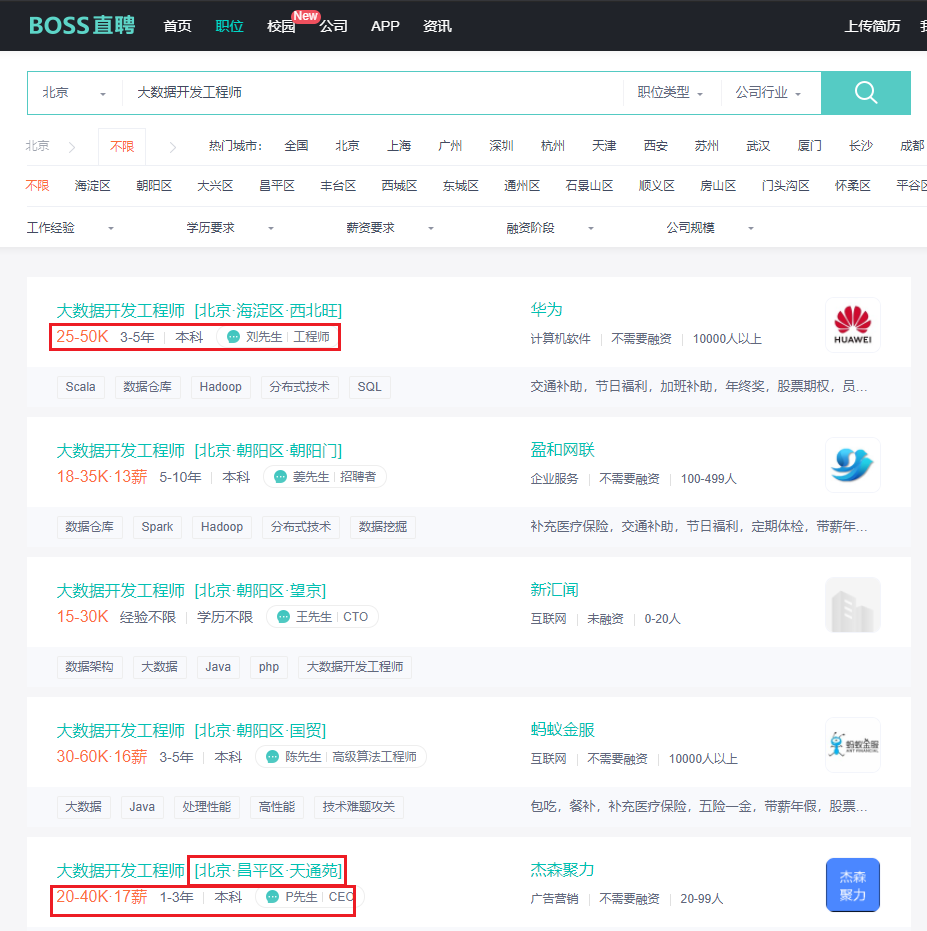 BOSS直聘 首页 职位 校园 New 公司 APP 资讯 上传简历
北京 大数据开发工程师 职位类型 公司行业
北京 不限 热门城市： 全国 北京 上海 广州 深圳 杭州 天津 西安 苏州 武汉 厦门 长沙 成都
不限 海淀区 朝阳区 大兴区 昌平区 丰台区 西城区 东城区 通州区 石景山区 顺义区 房山区 门头沟区 怀柔区 平谷区
工作经验 学历要求 薪资要求 融资阶段 公司规模
大数据开发工程师 [北京·海淀区·西北旺] 华为
25-50K 3-5年 本科 刘先生 工程师 计算机软件 不需要融资 10000人以上
HUAWEI
Scala 数据仓库 Hadoop 分布式技术 SQL 交通补助，节日福利，加班补助，年终奖，股票期权，员...
大数据开发工程师 [北京·朝阳区·朝阳门] 盈和网联
18-35K·13薪 5-10年 本科 姜先生 招聘者 企业服务 不需要融资 100-499人
数据仓库 Spark Hadoop 分布式技术 数据挖掘 补充医疗保险，交通补助，节日福利，定期体检，带薪年...
大数据开发工程师 [北京·朝阳区·望京] 新汇闻
15-30K 经验不限 学历不限 王先生 CTO 互联网 未融资 0-20人
数据架构 大数据 Java php 大数据开发工程师
大数据开发工程师 [北京·朝阳区·国贸] 蚂蚁金服
30-60K·16薪 3-5年 本科 陈先生 高级算法工程师 互联网 不需要融资 10000人以上
蚂蚁金服
大数据 Java 处理性能 高性能 技术难题攻关 包吃，餐补，补充医疗保险，五险一金，带薪年假，股票...
大数据开发工程师 [北京·昌平区·天通苑] 杰森聚力
20-40K·17薪 1-3年 本科 P先生 CEO 广告营销 不需要融资 20-99人
杰森
聚力